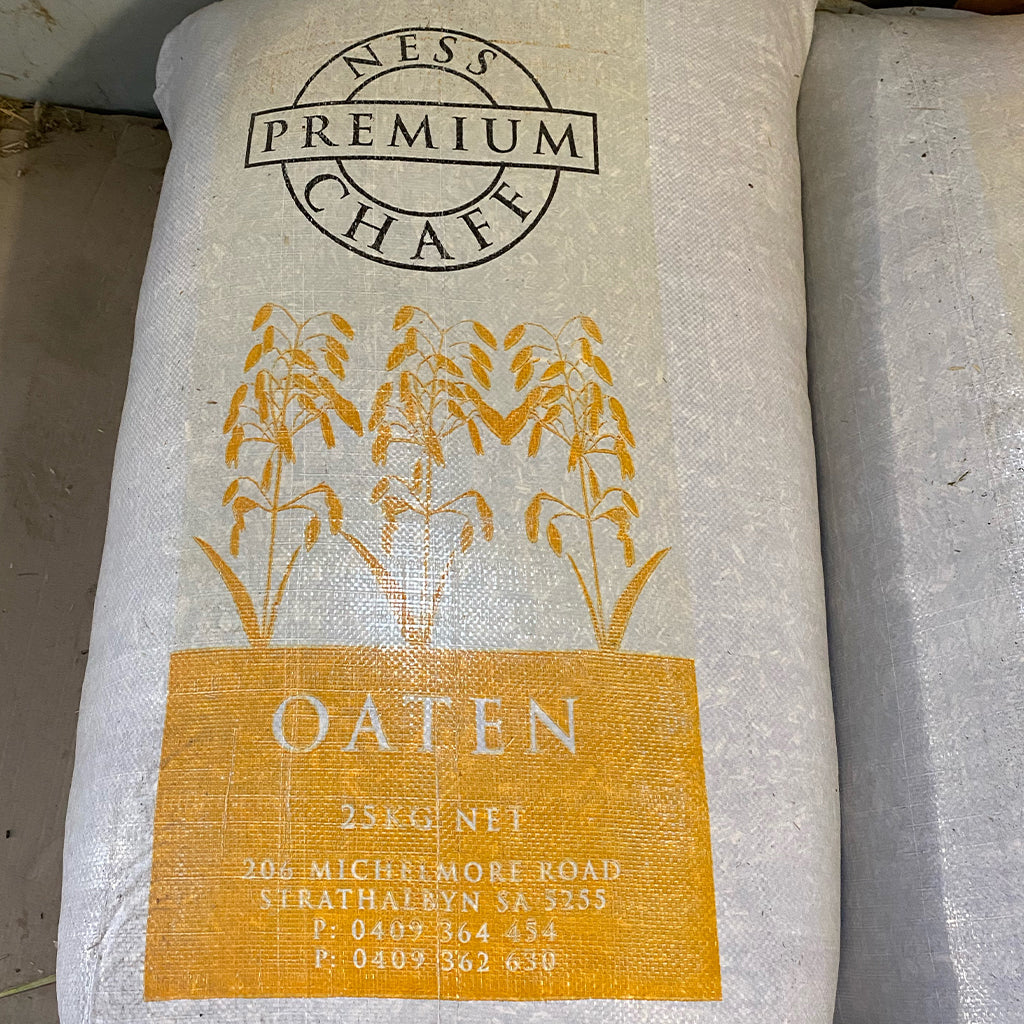 NESS
PREMIUM
CHAFF
OATEN
25KG NET
206 MICHELMORE ROAD
STRATHALBYN SA 5255
P: 0409 364 454
P: 0409 362 630